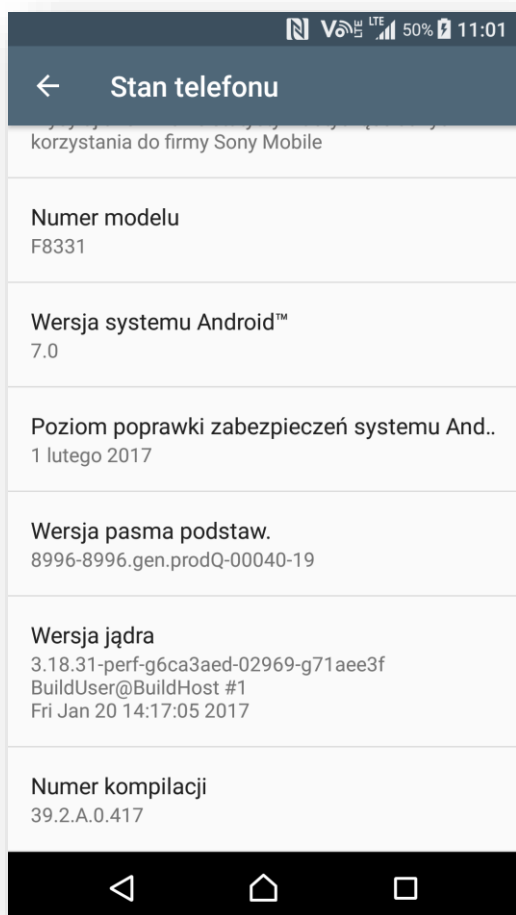 LTE 50% 11:01
Stan telefonu
korzystania do firmy Sony Mobile
Numer modelu
F8331
Wersja systemu Android™
7.0
Poziom poprawki zabezpieczeń systemu And..
1 lutego 2017
Wersja pasma podstaw.
8996-8996.gen.prodQ-00040-19
Wersja jądra
3.18.31-perf-g6ca3aed-02969-g71aee3f
BuildUser@BuildHost #1
Fri Jan 20 14:17:05 2017
Numer kompilacji
39.2.A.0.417